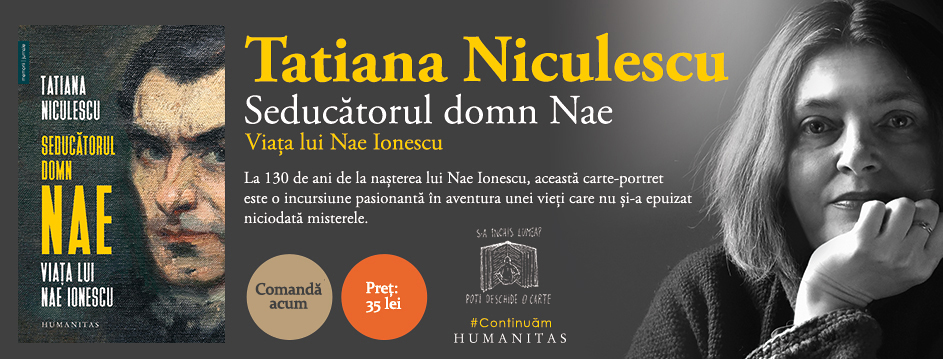 memorii | jurnale
TATIANA
NICULESCU
SEDUCĂTORUL
DOMN
NAE
VIAȚA LUI
NAE IONESCU
HUMANITAS
Tatiana Niculescu
Seducătorul domn Nae
Viața lui Nae Ionescu
La 130 de ani de la nașterea lui Nae Ionescu, această carte-portret
este o incursiune pasionantă în aventura unei vieți care nu și-a epuizat
niciodată misterele.
Comandă
acum
Preț:
35 lei
S-A ÎNCHIS LUMEA?
POȚI DESCHIDE O CARTE
#Continuăm
HUMANITAS